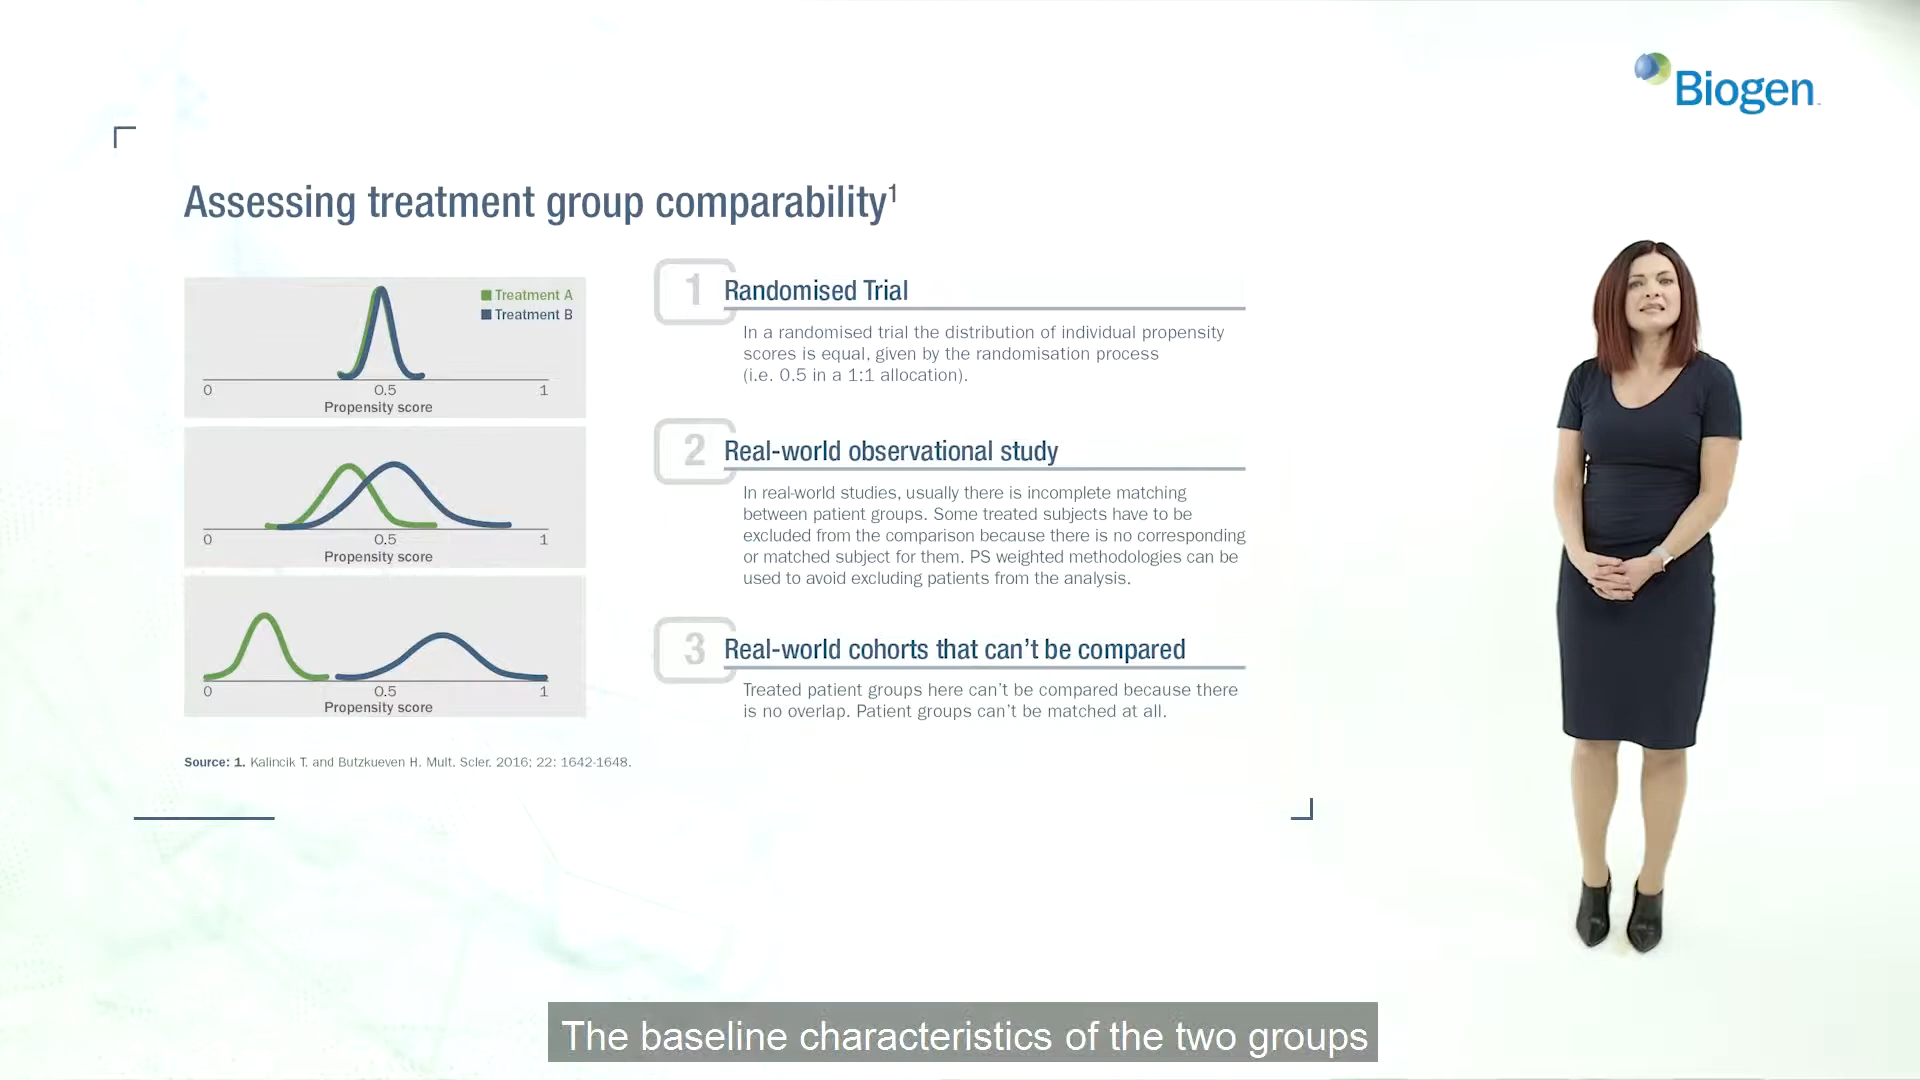 Biogen
Assessing treatment group comparability1
Treatment A
Treatment B
0 0.5 1
Propensity score
0 0.5 1
Propensity score
0 0.5 1
Propensity score
1 Randomised Trial
In a randomised trial the distribution of individual propensity
scores is equal, given by the randomisation process
(i.e. 0.5 in a 1:1 allocation).
2 Real-world observational study
In real-world studies, usually there is incomplete matching
between patient groups. Some treated subjects have to be
excluded from the comparison because there is no corresponding
or matched subject for them. PS weighted methodologies can be
used to avoid excluding patients from the analysis.
3 Real-world cohorts that can’t be compared
Treated patient groups here can’t be compared because there
is no overlap. Patient groups can’t be matched at all.
Source: 1. Kalincik T. and Butzkueven H. Mult. Scler. 2016; 22: 1642-1648.
The baseline characteristics of the two groups